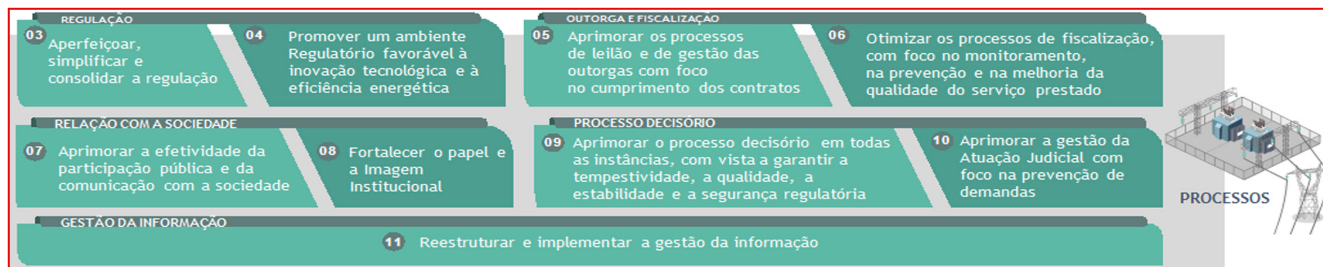 REGULAÇÃO
03
Aperfeiçoar,
simplificar e
consolidar a regulação
04
Promover um ambiente
Regulatório favorável à
inovação tecnológica e à
eficiência energética
OUTORGA E FISCALIZAÇÃO
05
Aprimorar os processos
de leilão e de gestão das
outorgas com foco
no cumprimento dos contratos
06
Otimizar os processos de fiscalização,
com foco no monitoramento,
na prevenção e na melhoria da
qualidade do serviço prestado
RELAÇÃO COM A SOCIEDADE
07
Aprimorar a efetividade da
participação pública e da
comunicação com a sociedade
08
Fortalecer o papel e
a Imagem
Institucional
PROCESSO DECISÓRIO
09
Aprimorar o processo decisório em todas
as instâncias, com vista a garantir a
tempestividade, a qualidade, a
estabilidade e a segurança regulatória
10
Aprimorar a gestão da
Atuação Judicial com
foco na prevenção de
demandas
PROCESSOS
GESTÃO DA INFORMAÇÃO
11
Reestruturar e implementar a gestão da informação